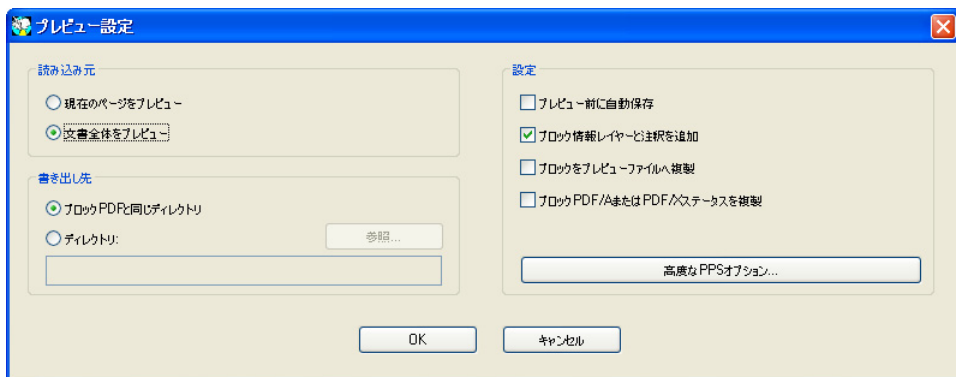 プレビュー設定
読み込み元
現在のページをプレビュー
文書全体をプレビュー
書き出し先
ブロックPDFと同じディレクトリ
ディレクトリ:
参照...
設定
プレビュー前に自動保存
ブロック情報レイヤーと注釈を追加
ブロックをプレビューファイルへ複製
ブロックPDF/AまたはPDF/Xステータスを複製
高度なPPSオプション...
OK
キャンセル